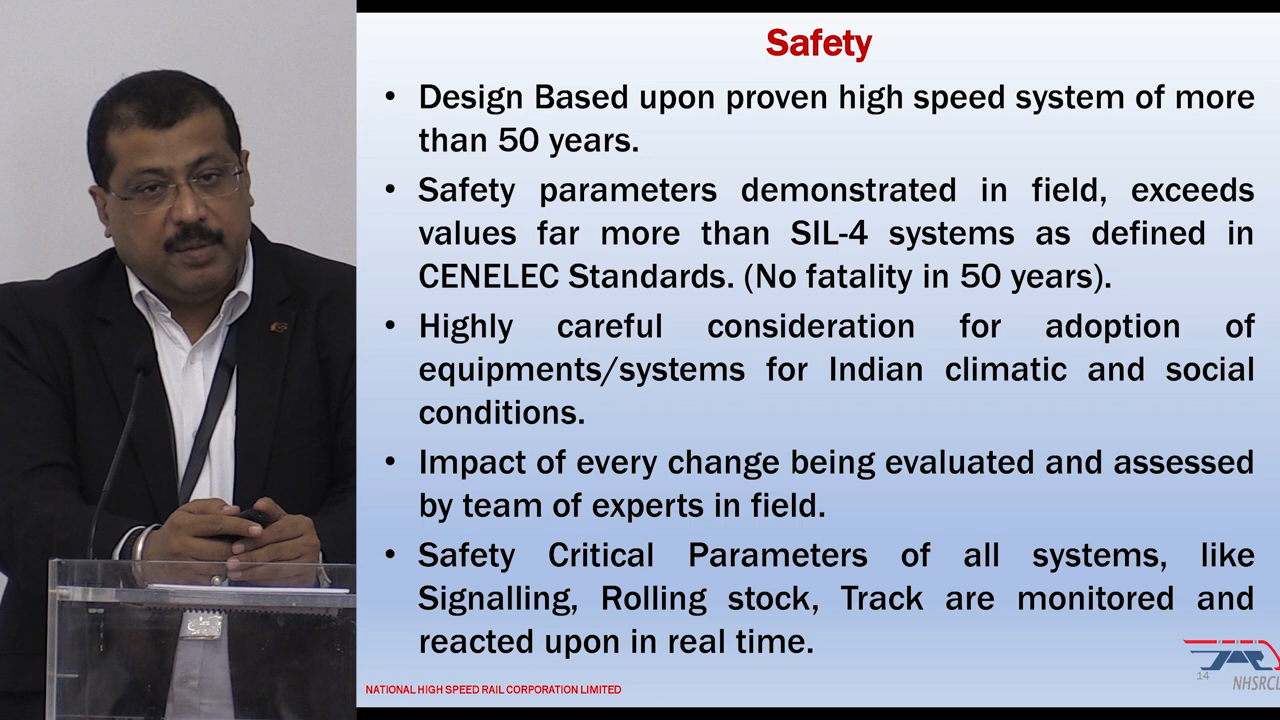 Safety
• Design Based upon proven high speed system of more
than 50 years.
• Safety parameters demonstrated in field, exceeds
values far more than SIL-4 systems as defined in
CENELEC Standards. (No fatality in 50 years).
• Highly careful consideration for adoption of
equipments/systems for Indian climatic and social
conditions.
• Impact of every change being evaluated and assessed
by team of experts in field.
• Safety Critical Parameters of all systems, like
Signalling, Rolling stock, Track are monitored and
reacted upon in real time.
14
NHSRCL
NATIONAL HIGH SPEED RAIL CORPORATION LIMITED